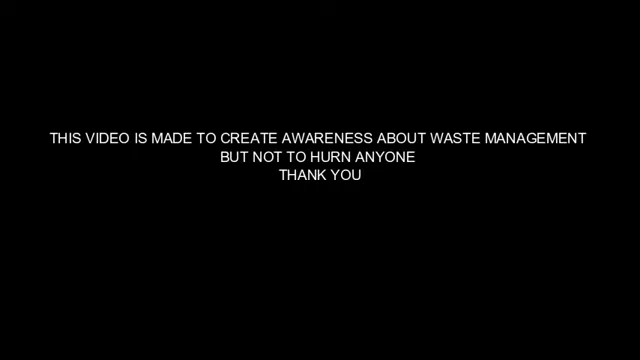 THIS VIDEO IS MADE TO CREATE AWARENESS ABOUT WASTE MANAGEMENT
BUT NOT TO HURN ANYONE
THANK YOU